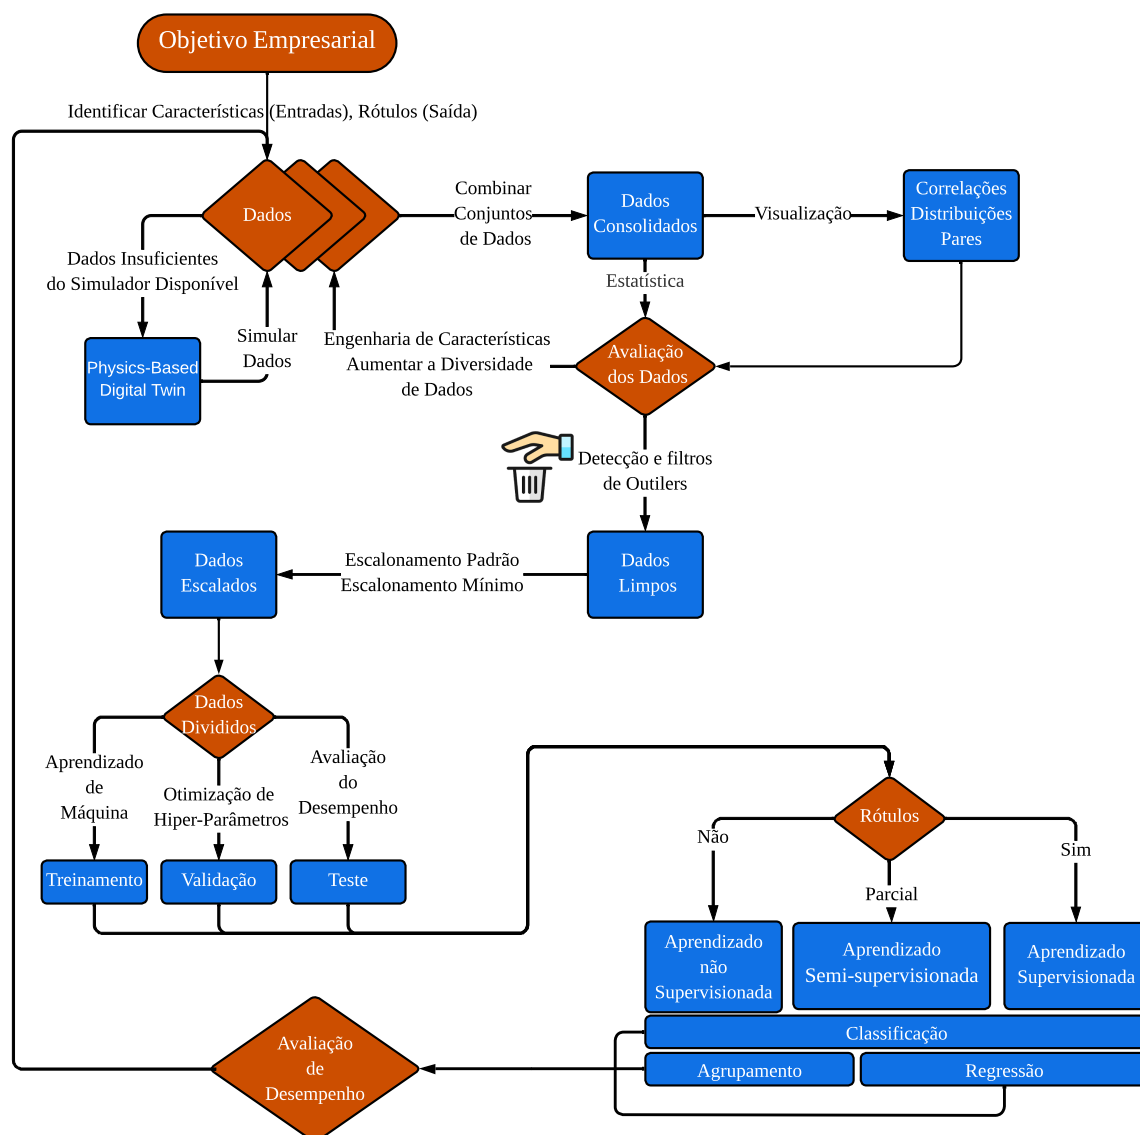 Objetivo Empresarial
Identificar Características (Entradas), Rótulos (Saída)
Dados
Combinar
Conjuntos
de Dados
Dados
Consolidados
Visualização
Correlações
Distribuições
Pares
Dados Insuficientes
do Simulador Disponível
Estatística
Simular
Dados
Engenharia de Características
Aumentar a Diversidade
de Dados
Avaliação
dos Dados
Physics-Based
Digital Twin
Detecção e filtros
de Outilers
Dados
Escalados
Escalonamento Padrão
Escalonamento Mínimo
Dados
Limpos
Dados
Divididos
Aprendizado
de
Máquina
Otimização de
Hiper-Parâmetros
Avaliação
do
Desempenho
Rótulos
Não
Parcial
Sim
Treinamento
Validação
Teste
Aprendizado
não
Supervisionada
Aprendizado
Semi-supervisionada
Aprendizado
Supervisionada
Classificação
Agrupamento
Regressão
Avaliação
de
Desempenho